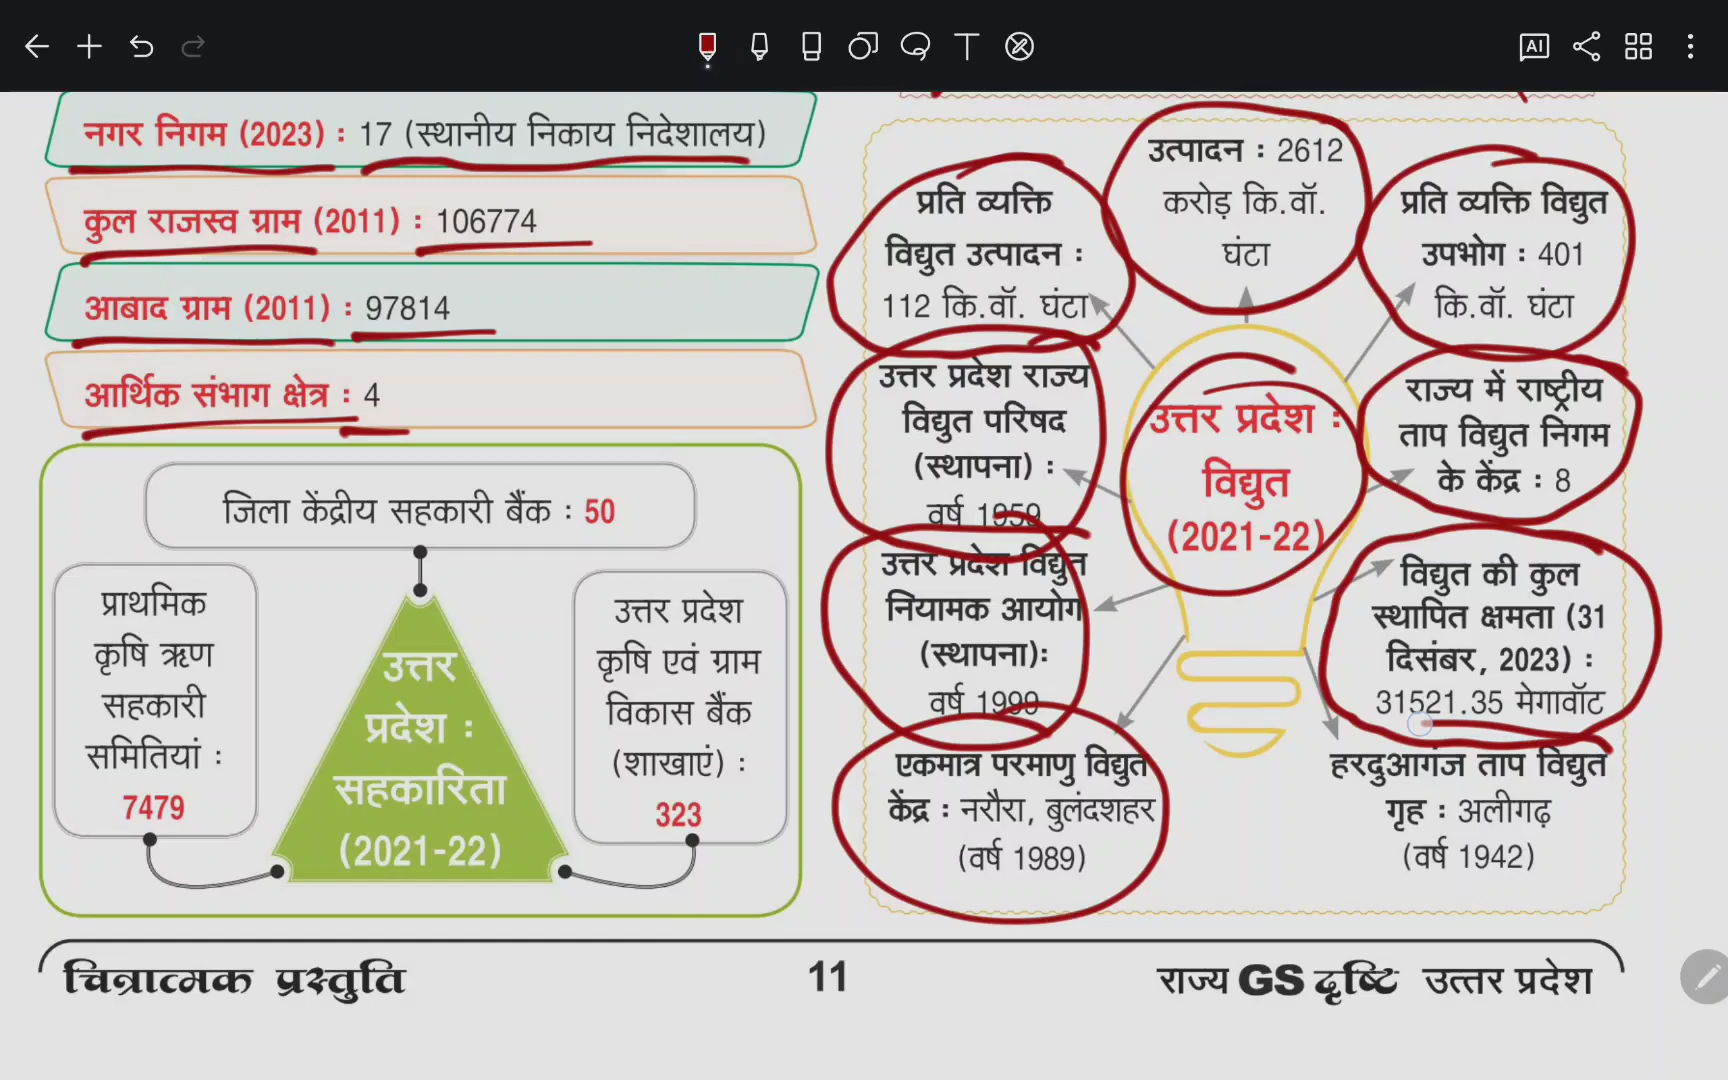 AI
नगर निगम (2023) : 17 (स्थानीय निकाय निदेशालय)
कुल राजस्व ग्राम (2011) : 106774
आबाद ग्राम (2011) : 97814
आर्थिक संभाग क्षेत्र : 4
जिला केंद्रीय सहकारी बैंक : 50
प्राथमिक
कृषि ऋण
सहकारी
समितियां :
7479
उत्तर
प्रदेश :
सहकारिता
(2021-22)
उत्तर प्रदेश
कृषि एवं ग्राम
विकास बैंक
(शाखाएं) :
323
उत्पादन : 2612
करोड़ कि.वॉ.
घंटा
प्रति व्यक्ति
विद्युत उत्पादन :
112 कि.वॉ. घंटा
प्रति व्यक्ति विद्युत
उपभोग : 401
कि.वॉ. घंटा
उत्तर प्रदेश राज्य
विद्युत परिषद
(स्थापना) :
वर्ष 1959
उत्तर प्रदेश :
विद्युत
(2021-22)
राज्य में राष्ट्रीय
ताप विद्युत निगम
के केंद्र : 8
उत्तर प्रदेश विद्युत
नियामक आयोग
(स्थापना):
वर्ष 1999
विद्युत की कुल
स्थापित क्षमता (31
दिसंबर, 2023) :
31521.35 मेगावॉट
एकमात्र परमाणु विद्युत
केंद्र : नरौरा, बुलंदशहर
(वर्ष 1989)
हरदुआगंज ताप विद्युत
गृह : अलीगढ़
(वर्ष 1942)
चित्रात्मक प्रस्तुति
11
राज्य GS दृष्टि उत्तर प्रदेश